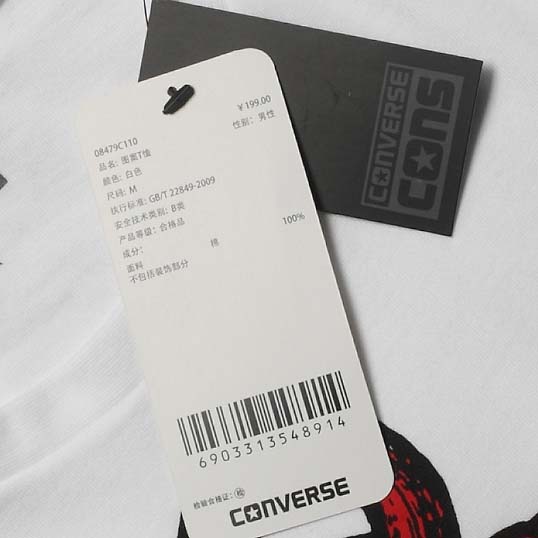 CONVERSE
CONS
08479C110
¥199.00
品名: 图案T恤
性别: 男性
颜色: 白色
尺码: M
执行标准: GB/T 22849-2009
安全技术类别: B类
产品等级: 合格品
成分:
面料 棉 100%
不包括装饰部分
6903313548914
检验合格证: 检
CONVERSE